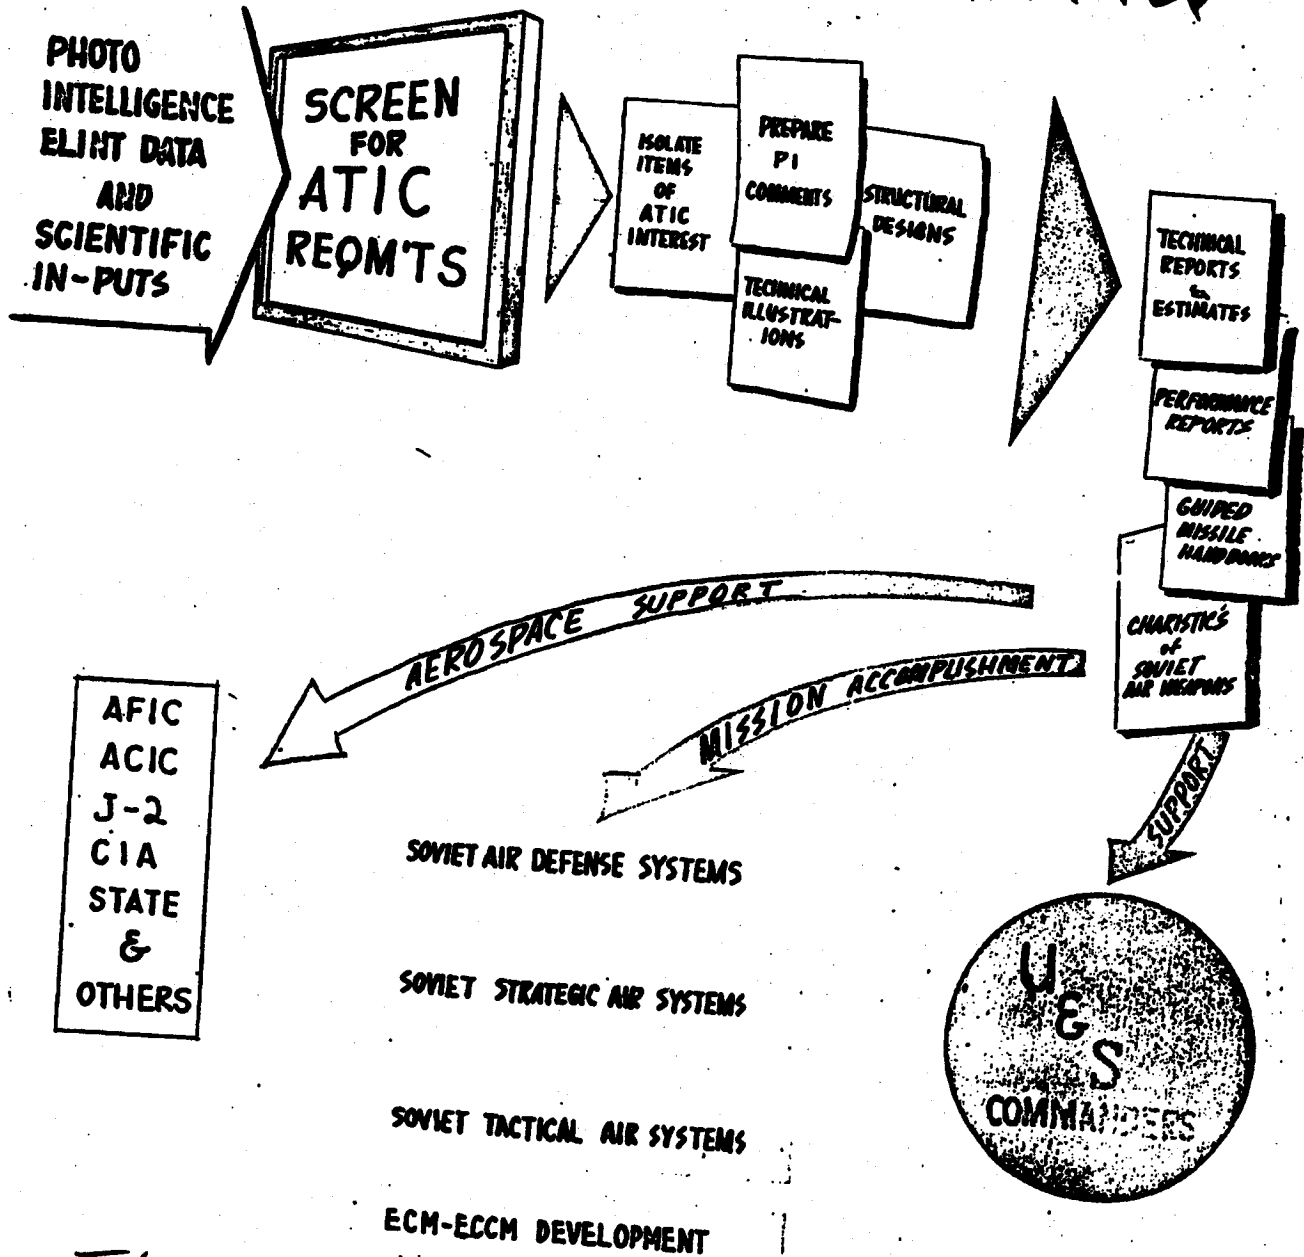 PHOTO
INTELLIGENCE
ELINT DATA
AND
SCIENTIFIC
IN-PUTS
SCREEN
FOR
ATIC
REQM'TS
ISOLATE
ITEMS
OF
ATIC
INTEREST
PREPARE
PI
COMMENTS
STRUCTURAL
DESIGNS
TECHNICAL
ILLUSTRAT-
IONS
TECHNICAL
REPORTS
&
ESTIMATES
PERFORMANCE
REPORTS
GUIDED
MISSILE
HANDBOOKS
CHARISTICS
of
SOVIET
AIR WEAPONS
AEROSPACE SUPPORT
MISSION ACCOMPLISHMENT
SUPPORT
AFIC
ACIC
J-2
CIA
STATE
&
OTHERS
SOVIET AIR DEFENSE SYSTEMS
SOVIET STRATEGIC AIR SYSTEMS
SOVIET TACTICAL AIR SYSTEMS
ECM-ECCM DEVELOPMENT
U
&
S
COMMANDERS